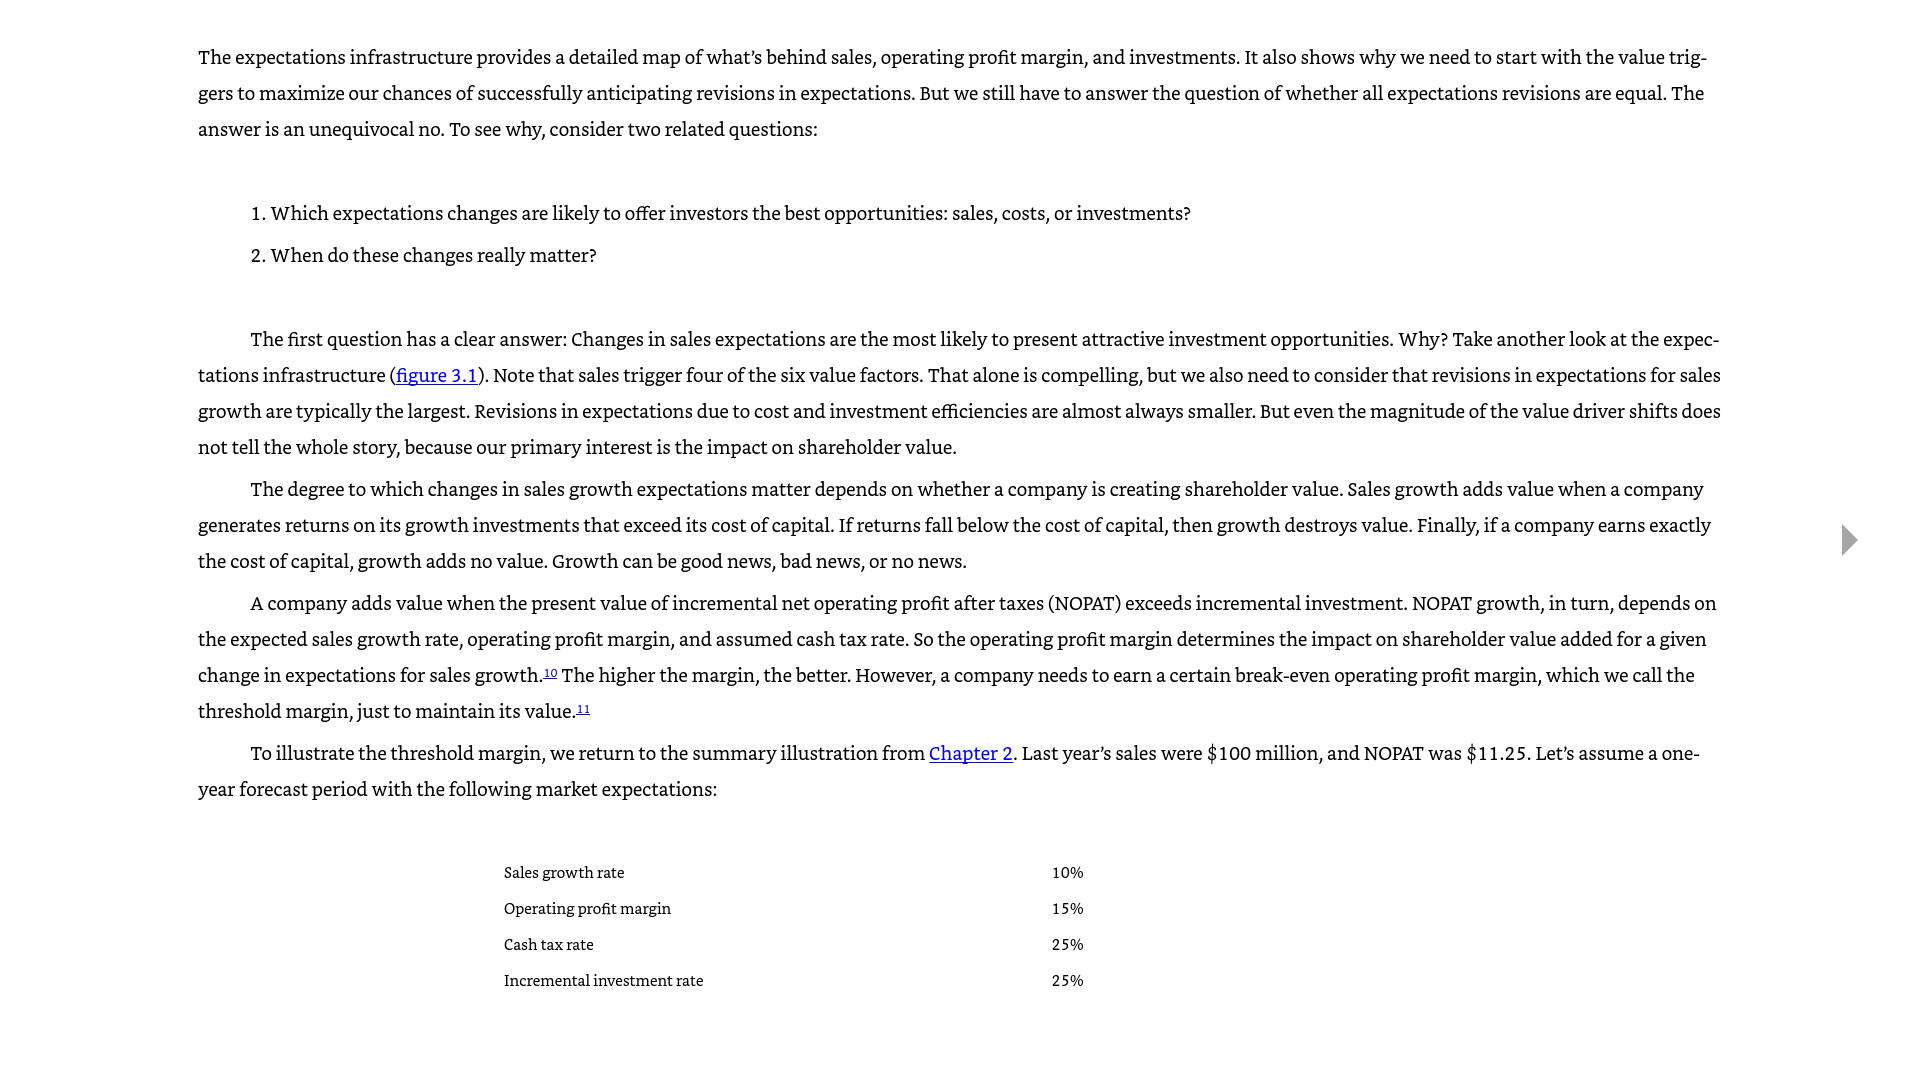 The expectations infrastructure provides a detailed map of what’s behind sales, operating profit margin, and investments. It also shows why we need to start with the value trig-
gers to maximize our chances of successfully anticipating revisions in expectations. But we still have to answer the question of whether all expectations revisions are equal. The
answer is an unequivocal no. To see why, consider two related questions:
1. Which expectations changes are likely to offer investors the best opportunities: sales, costs, or investments?
2. When do these changes really matter?
The first question has a clear answer: Changes in sales expectations are the most likely to present attractive investment opportunities. Why? Take another look at the expec-
tations infrastructure (figure 3.1). Note that sales trigger four of the six value factors. That alone is compelling, but we also need to consider that revisions in expectations for sales
growth are typically the largest. Revisions in expectations due to cost and investment efficiencies are almost always smaller. But even the magnitude of the value driver shifts does
not tell the whole story, because our primary interest is the impact on shareholder value.
The degree to which changes in sales growth expectations matter depends on whether a company is creating shareholder value. Sales growth adds value when a company
generates returns on its growth investments that exceed its cost of capital. If returns fall below the cost of capital, then growth destroys value. Finally, if a company earns exactly
the cost of capital, growth adds no value. Growth can be good news, bad news, or no news.
A company adds value when the present value of incremental net operating profit after taxes (NOPAT) exceeds incremental investment. NOPAT growth, in turn, depends on
the expected sales growth rate, operating profit margin, and assumed cash tax rate. So the operating profit margin determines the impact on shareholder value added for a given
change in expectations for sales growth.10 The higher the margin, the better. However, a company needs to earn a certain break-even operating profit margin, which we call the
threshold margin, just to maintain its value.11
To illustrate the threshold margin, we return to the summary illustration from Chapter 2. Last year’s sales were $100 million, and NOPAT was $11.25. Let’s assume a one-
year forecast period with the following market expectations:
Sales growth rate 10%
Operating profit margin 15%
Cash tax rate 25%
Incremental investment rate 25%